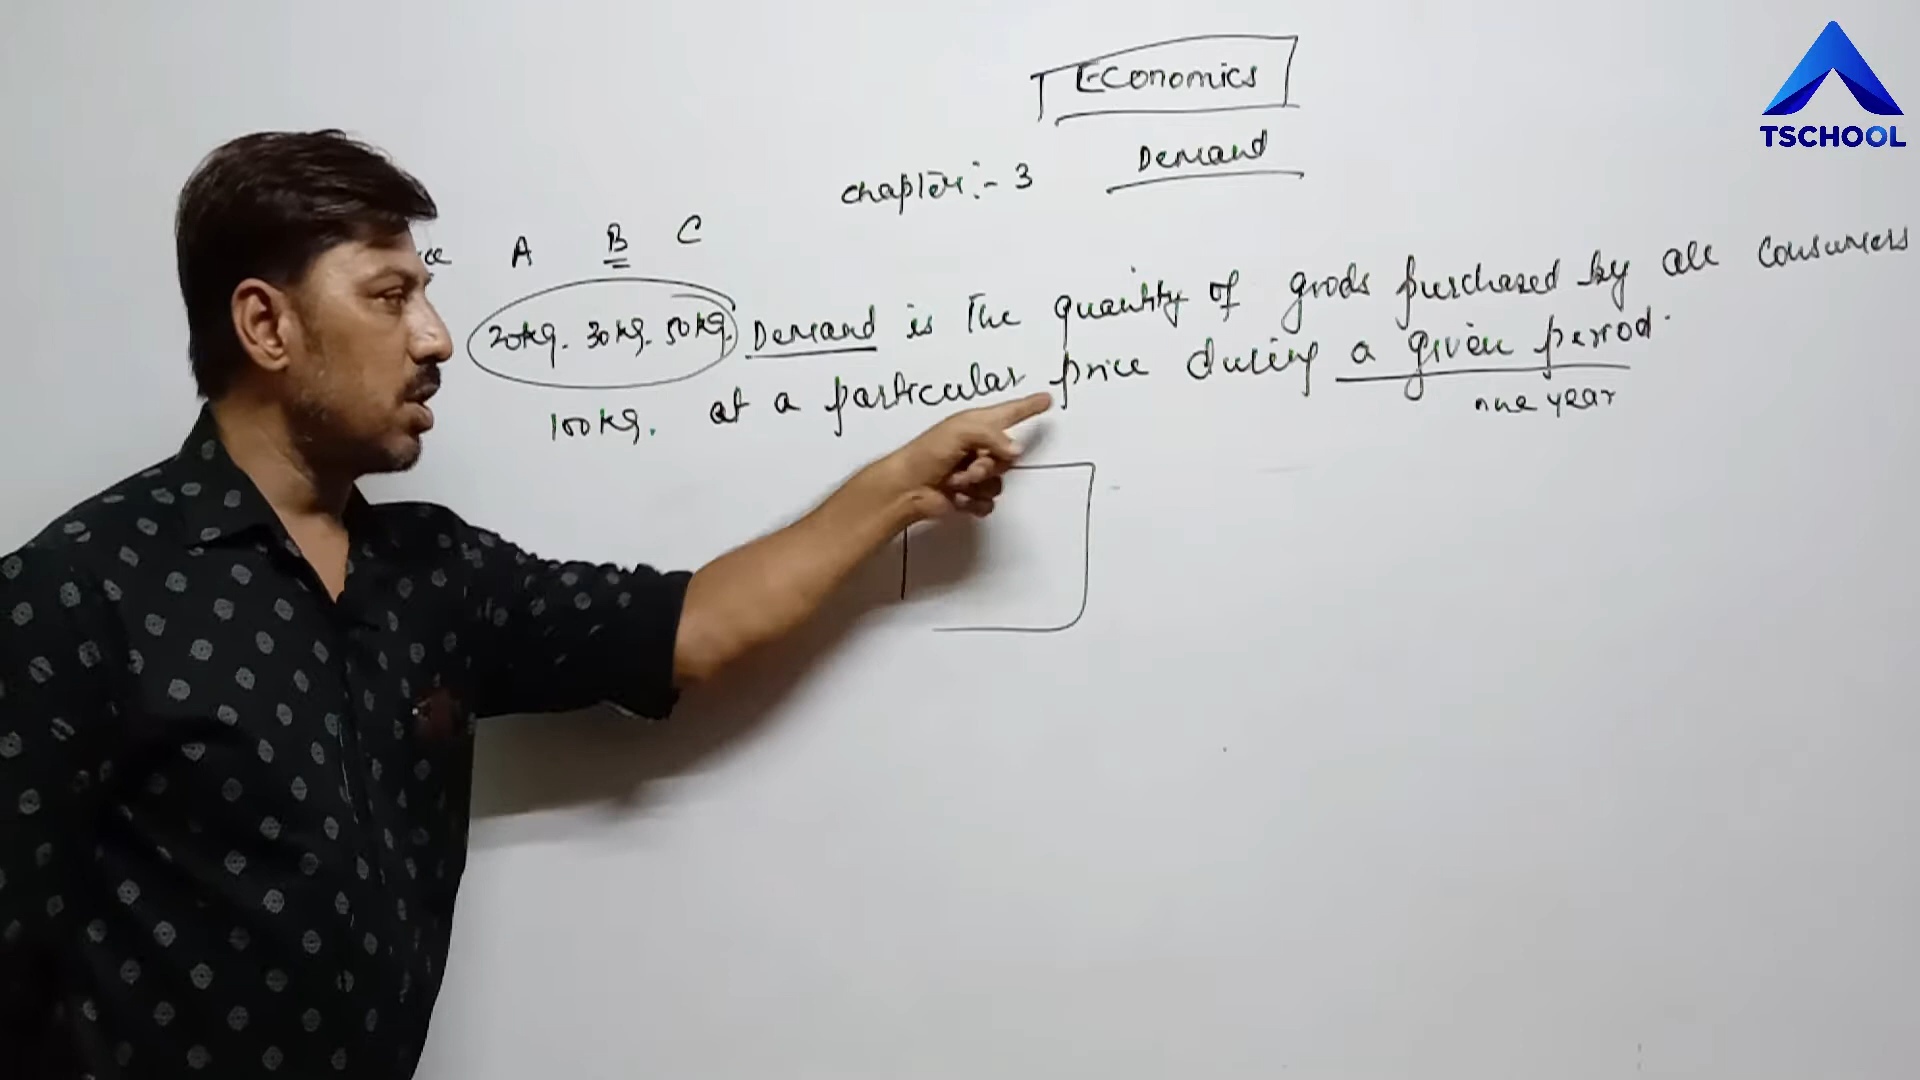 Economics
TSCHOOL
Chapter:- 3 Demand
A B C
20kg. 30kg. 50kg.
Demand is the quantity of goods purchased by all consumers
at a particular price during a given period.
100kg.
one year